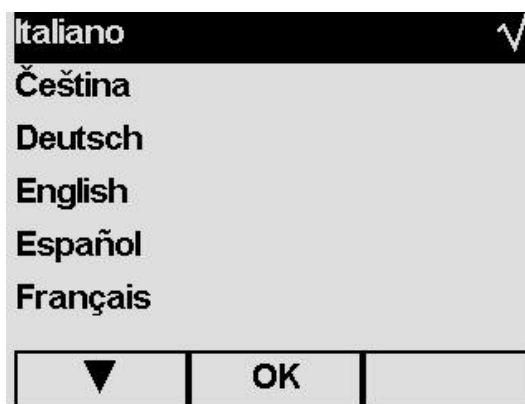 Italiano √
Čeština
Deutsch
English
Español
Français
▼ OK